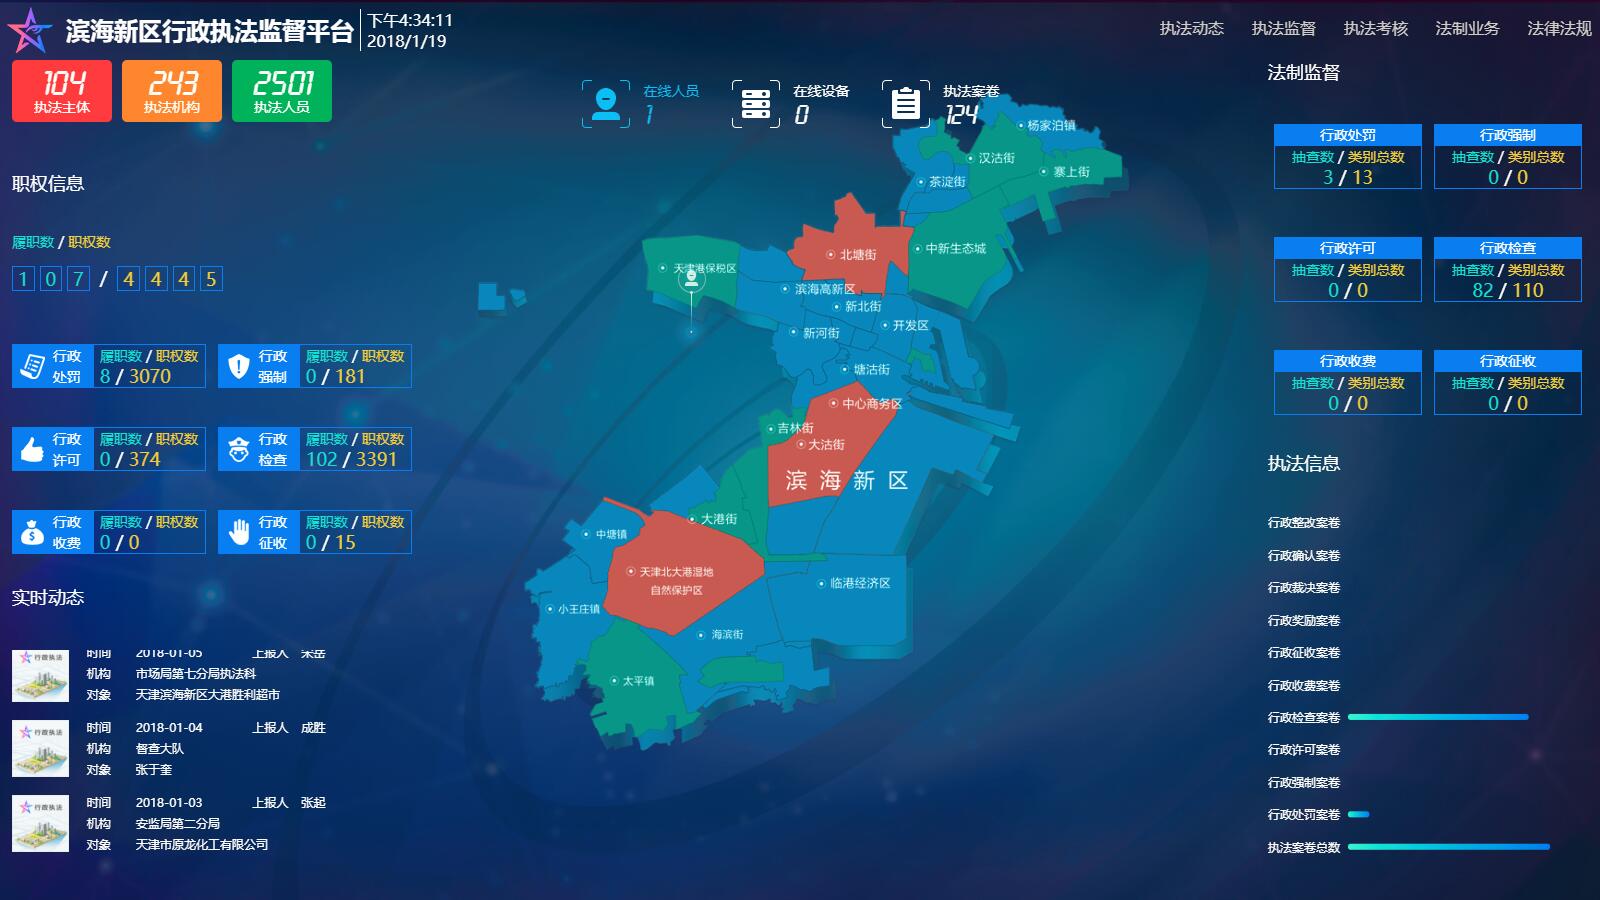 滨海新区行政执法监督平台
下午4:34:11
2018/1/19
执法动态 执法监督 执法考核 法制业务 法律法规
104
执法主体
243
执法机构
2501
执法人员
在线人员
1
在线设备
0
执法案卷
124
职权信息
履职数 / 职权数
107 / 4445
行政处罚
履职数 / 职权数
8 / 3070
行政强制
履职数 / 职权数
0 / 181
行政许可
履职数 / 职权数
0 / 374
行政检查
履职数 / 职权数
102 / 3391
行政收费
履职数 / 职权数
0 / 0
行政征收
履职数 / 职权数
0 / 15
实时动态
行政执法
时间 2018-01-05 上报人
机构 市场局第七分局执法科
对象 天津滨海新区大港胜利超市
行政执法
时间 2018-01-04 上报人 成胜
机构 督查大队
对象 张于奎
行政执法
时间 2018-01-03 上报人 张起
机构 安监局第二分局
对象 天津市原龙化工有限公司
杨家泊镇
汉沽街
寨上街
茶淀街
中新生态城
北塘街
天津港保税区
滨海高新区
新北街
开发区
新河街
塘沽街
中心商务区
吉林街
大沽街
滨海新区
大港街
中塘镇
天津北大港湿地
自然保护区
临港经济区
小王庄镇
海滨街
太平镇
法制监督
行政处罚
抽查数 / 类别总数
3 / 13
行政强制
抽查数 / 类别总数
0 / 0
行政许可
抽查数 / 类别总数
0 / 0
行政检查
抽查数 / 类别总数
82 / 110
行政收费
抽查数 / 类别总数
0 / 0
行政征收
抽查数 / 类别总数
0 / 0
执法信息
行政整改案卷
行政确认案卷
行政裁决案卷
行政奖励案卷
行政征收案卷
行政收费案卷
行政检查案卷
行政许可案卷
行政强制案卷
行政处罚案卷
执法案卷总数